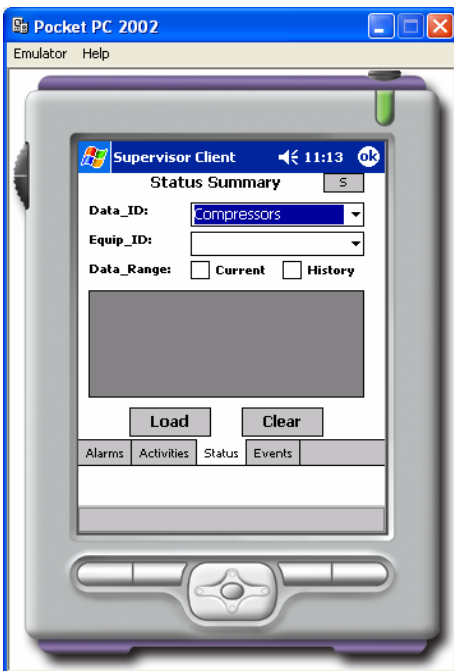 Pocket PC 2002
Emulator Help
Supervisor Client 11:13 ok
Status Summary S
Data_ID: Compressors
Equip_ID:
Data_Range: Current History
Load Clear
Alarms Activities Status Events